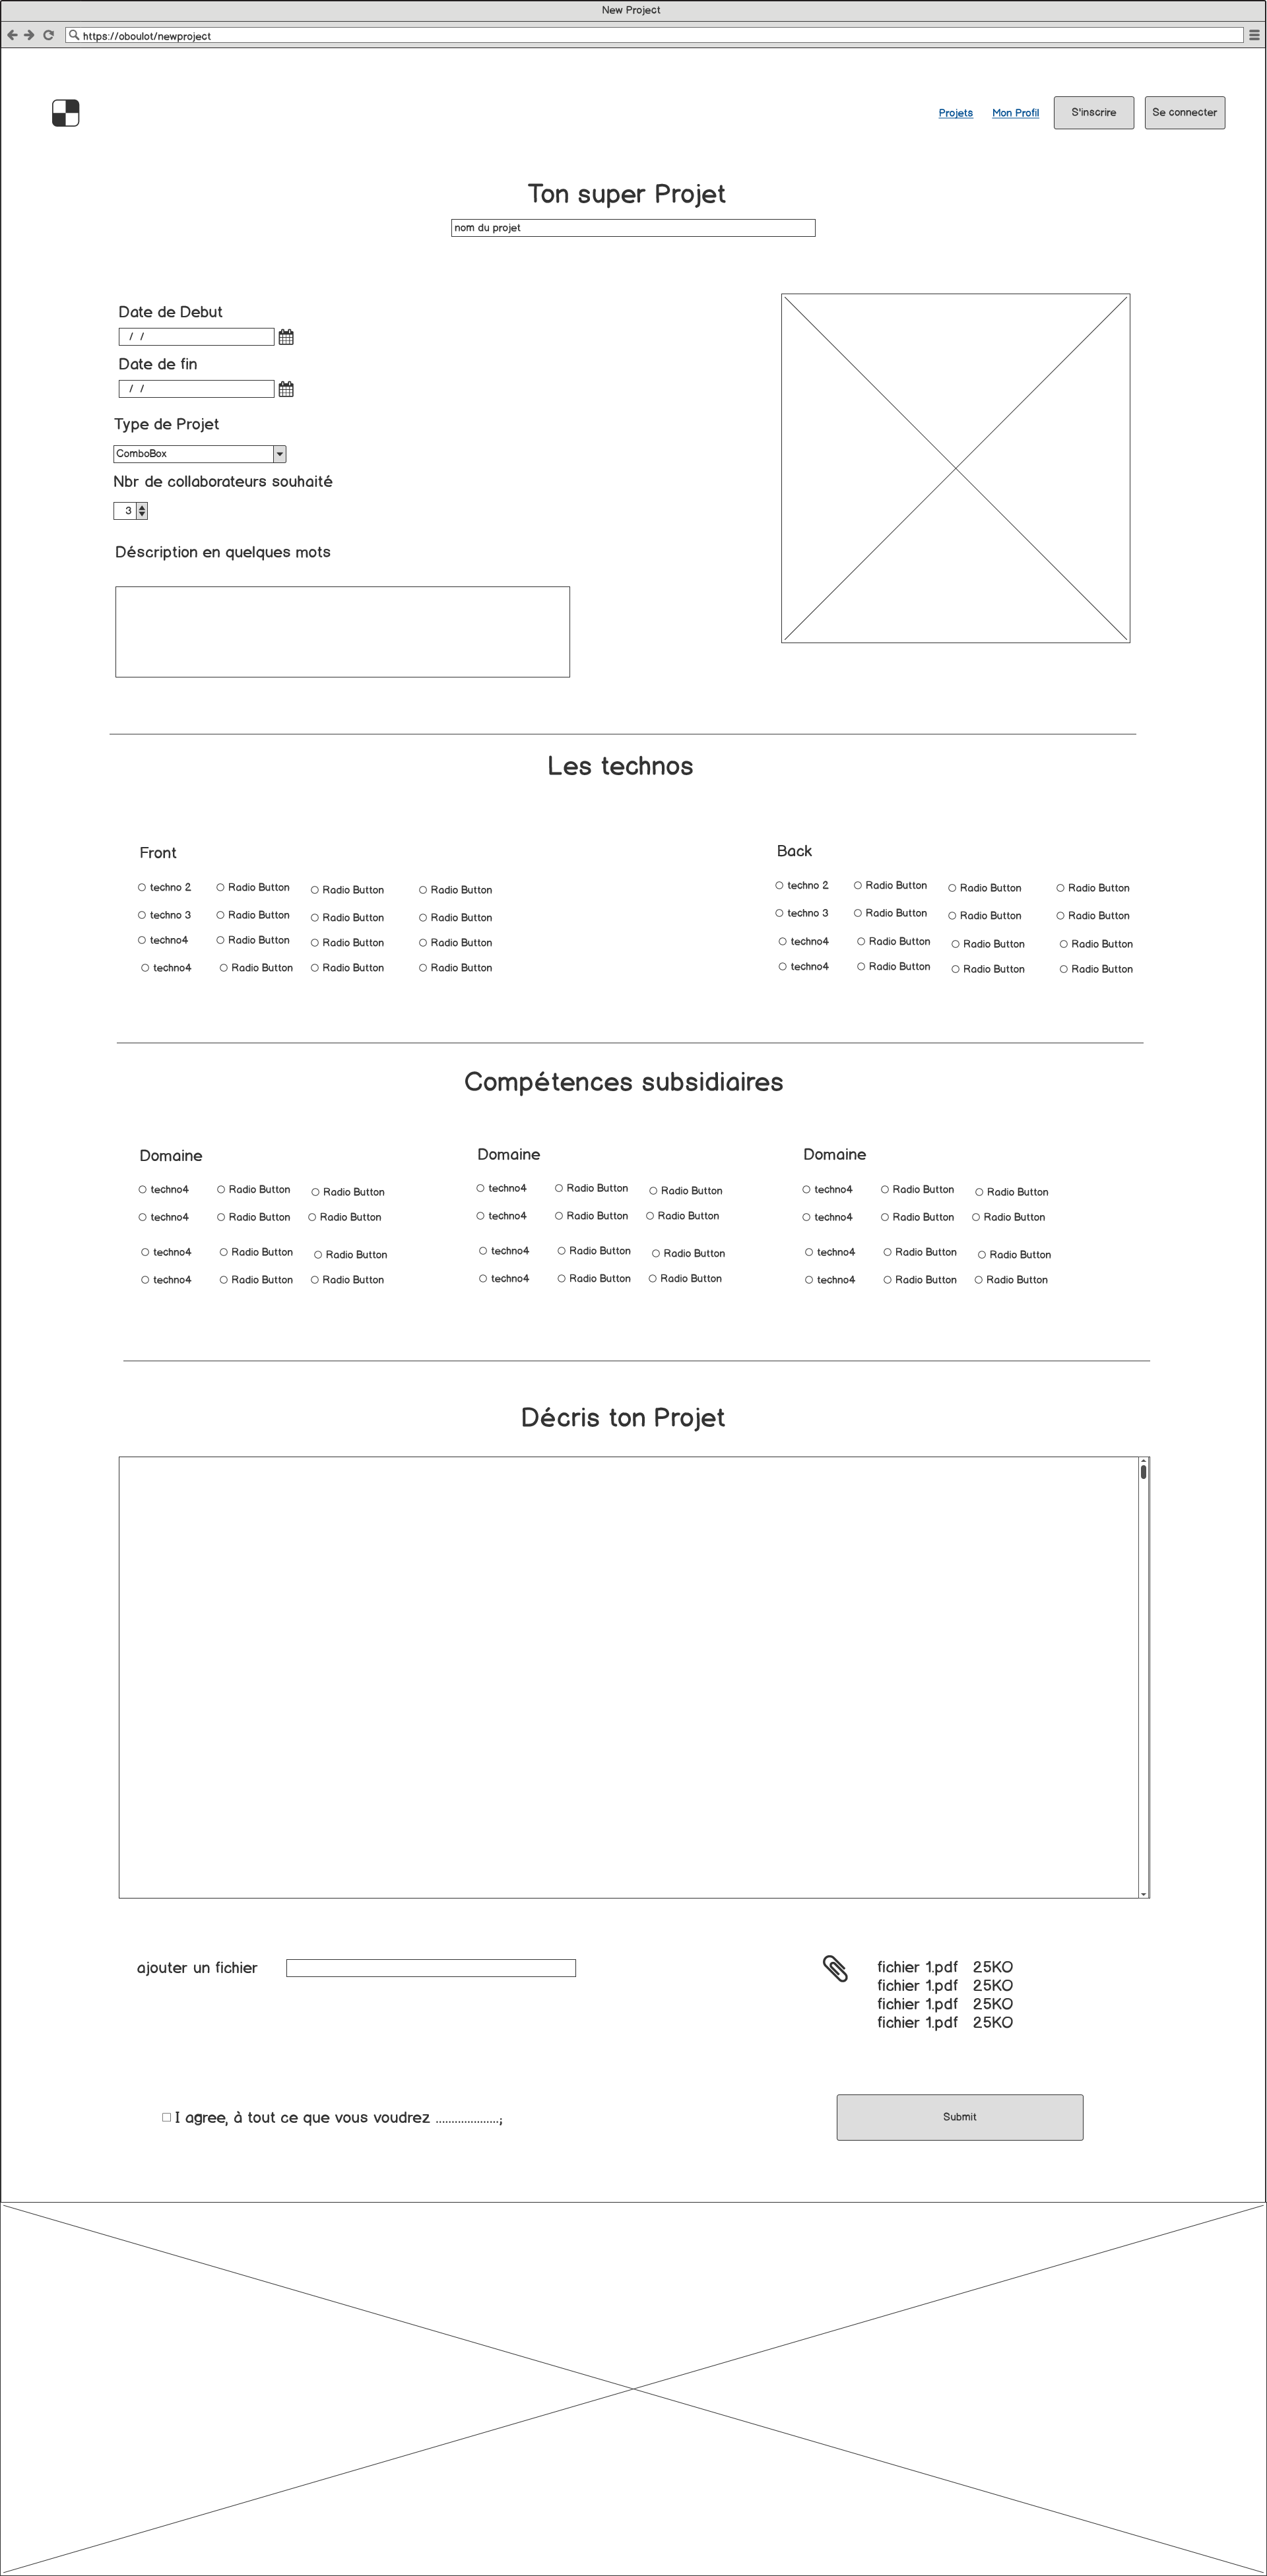 New Project
https://oboulot/newproject
Projets Mon Profil S'inscrire Se connecter
Ton super Projet
nom du projet
Date de Debut
/ /
Date de fin
/ /
Type de Projet
ComboBox
Nbr de collaborateurs souhaité
3
Déscription en quelques mots
Les technos
Front
techno 2 Radio Button Radio Button Radio Button
techno 3 Radio Button Radio Button Radio Button
techno4 Radio Button Radio Button Radio Button
techno4 Radio Button Radio Button Radio Button
Back
techno 2 Radio Button Radio Button Radio Button
techno 3 Radio Button Radio Button Radio Button
techno4 Radio Button Radio Button Radio Button
techno4 Radio Button Radio Button Radio Button
Compétences subsidiaires
Domaine
techno4 Radio Button Radio Button
techno4 Radio Button Radio Button
techno4 Radio Button Radio Button
techno4 Radio Button Radio Button
Domaine
techno4 Radio Button Radio Button
techno4 Radio Button Radio Button
techno4 Radio Button Radio Button
techno4 Radio Button Radio Button
Domaine
techno4 Radio Button Radio Button
techno4 Radio Button Radio Button
techno4 Radio Button Radio Button
techno4 Radio Button Radio Button
Décris ton Projet
ajouter un fichier
fichier 1.pdf 25KO
fichier 1.pdf 25KO
fichier 1.pdf 25KO
fichier 1.pdf 25KO
I agree, à tout ce que vous voudrez ....................;
Submit